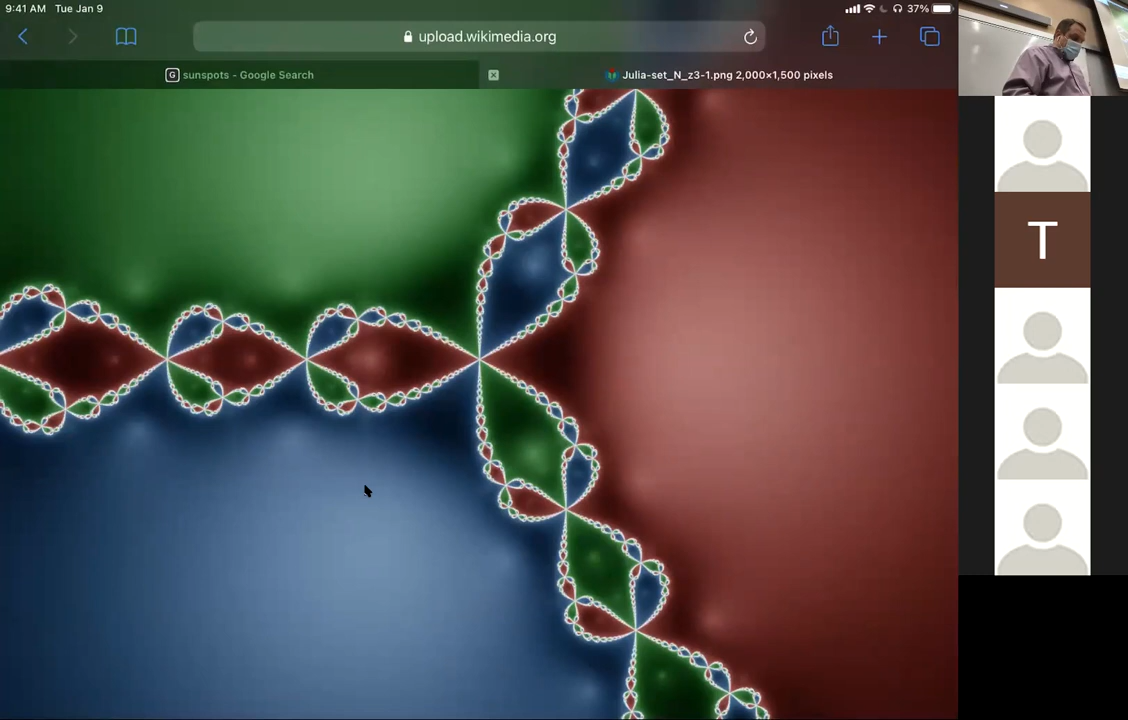 9:41 AM Tue Jan 9
37%
upload.wikimedia.org
G sunspots - Google Search
Julia-set_N_z3-1.png 2,000×1,500 pixels
T